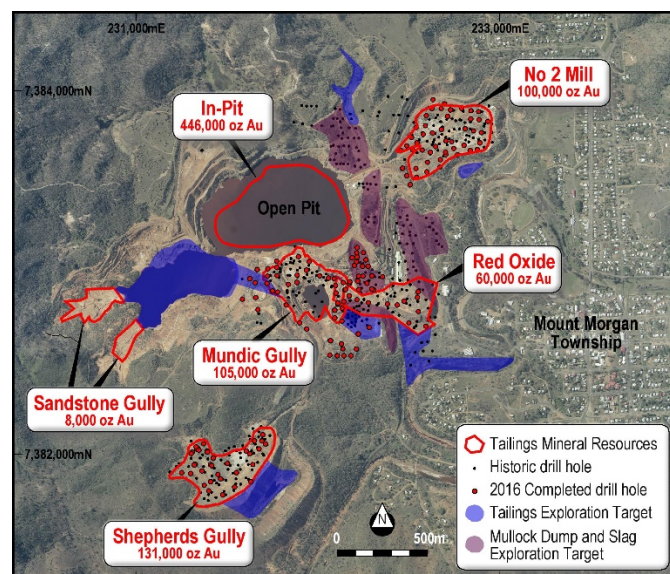 231,000mE
233,000mE
7,384,000mN
No 2 Mill
100,000 oz Au
In-Pit
446,000 oz Au
Open Pit
Red Oxide
60,000 oz Au
Mundic Gully
105,000 oz Au
Mount Morgan
Township
Sandstone Gully
8,000 oz Au
7,382,000mN
Shepherds Gully
131,000 oz Au
N
0
500m
Tailings Mineral Resources
Historic drill hole
2016 Completed drill hole
Tailings Exploration Target
Mullock Dump and Slag
Exploration Target